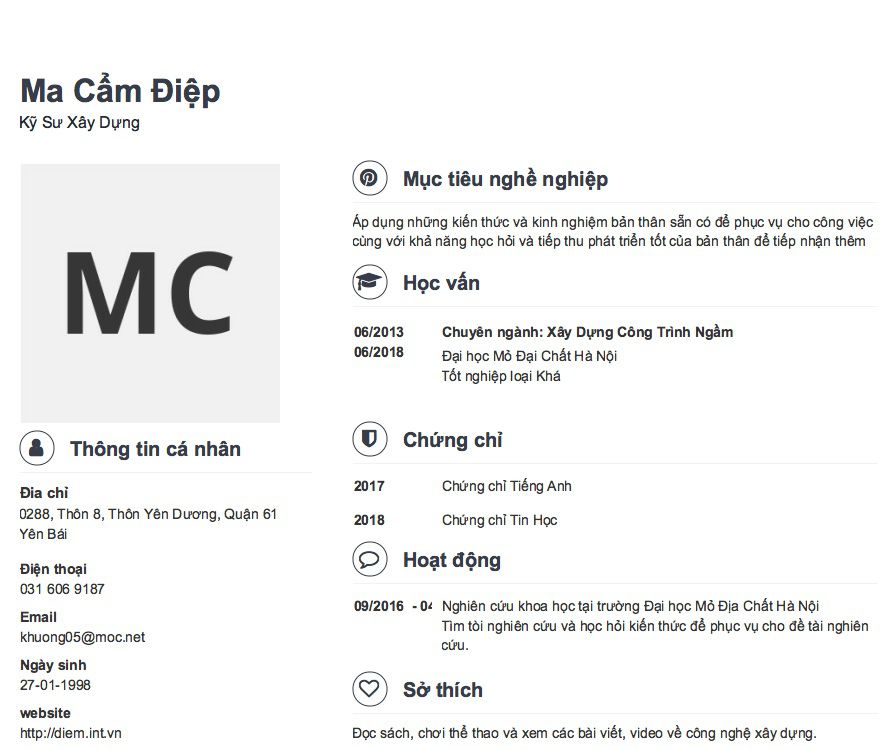 Ma Cẩm Điệp
Kỹ Sư Xây Dựng
MC
Thông tin cá nhân
Đia chỉ
0288, Thôn 8, Thôn Yên Dương, Quận 61
Yên Bái
Điện thoại
031 606 9187
Email
khuong05@moc.net
Ngày sinh
27-01-1998
website
http://diem.int.vn
Mục tiêu nghề nghiệp
Áp dụng những kiến thức và kinh nghiệm bản thân sẵn có để phục vụ cho công việc
cùng với khả năng học hỏi và tiếp thu phát triển tốt của bản thân để tiếp nhận thêm
Học vấn
06/2013 Chuyên ngành: Xây Dựng Công Trình Ngầm
06/2018 Đại học Mỏ Đại Chất Hà Nội
Tốt nghiệp loại Khá
Chứng chỉ
2017 Chứng chỉ Tiếng Anh
2018 Chứng chỉ Tin Học
Hoạt động
09/2016 - 04 Nghiên cứu khoa học tại trường Đại học Mỏ Địa Chất Hà Nội
Tìm tòi nghiên cứu và học hỏi kiến thức để phục vụ cho đề tài nghiên
cứu.
Sở thích
Đọc sách, chơi thể thao và xem các bài viết, video về công nghệ xây dựng.